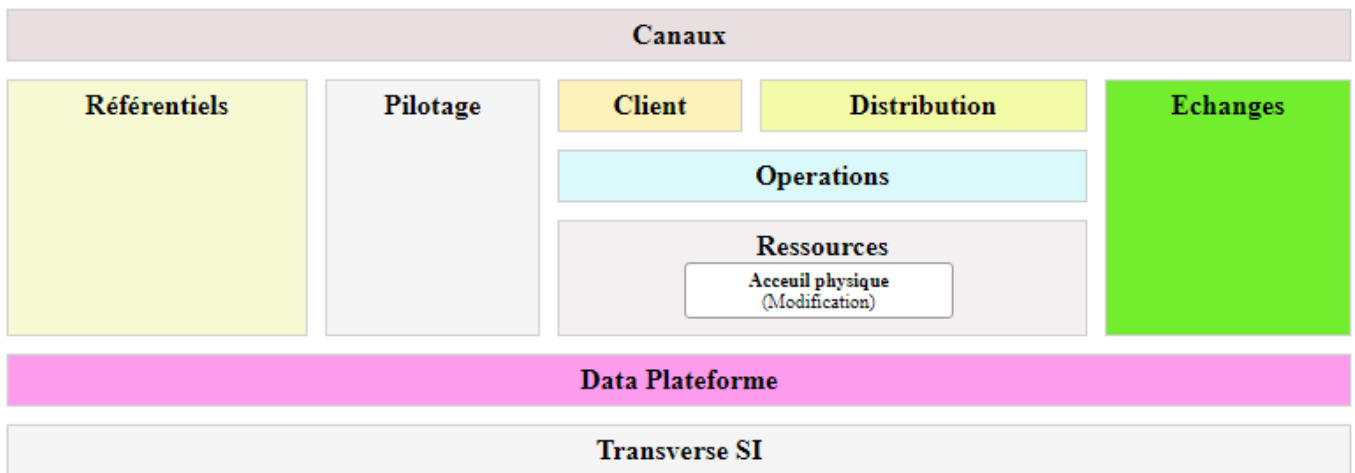 Canaux
Référentiels
Pilotage
Client
Distribution
Echanges
Operations
Ressources
Acceuil physique
(Modification)
Data Plateforme
Transverse SI